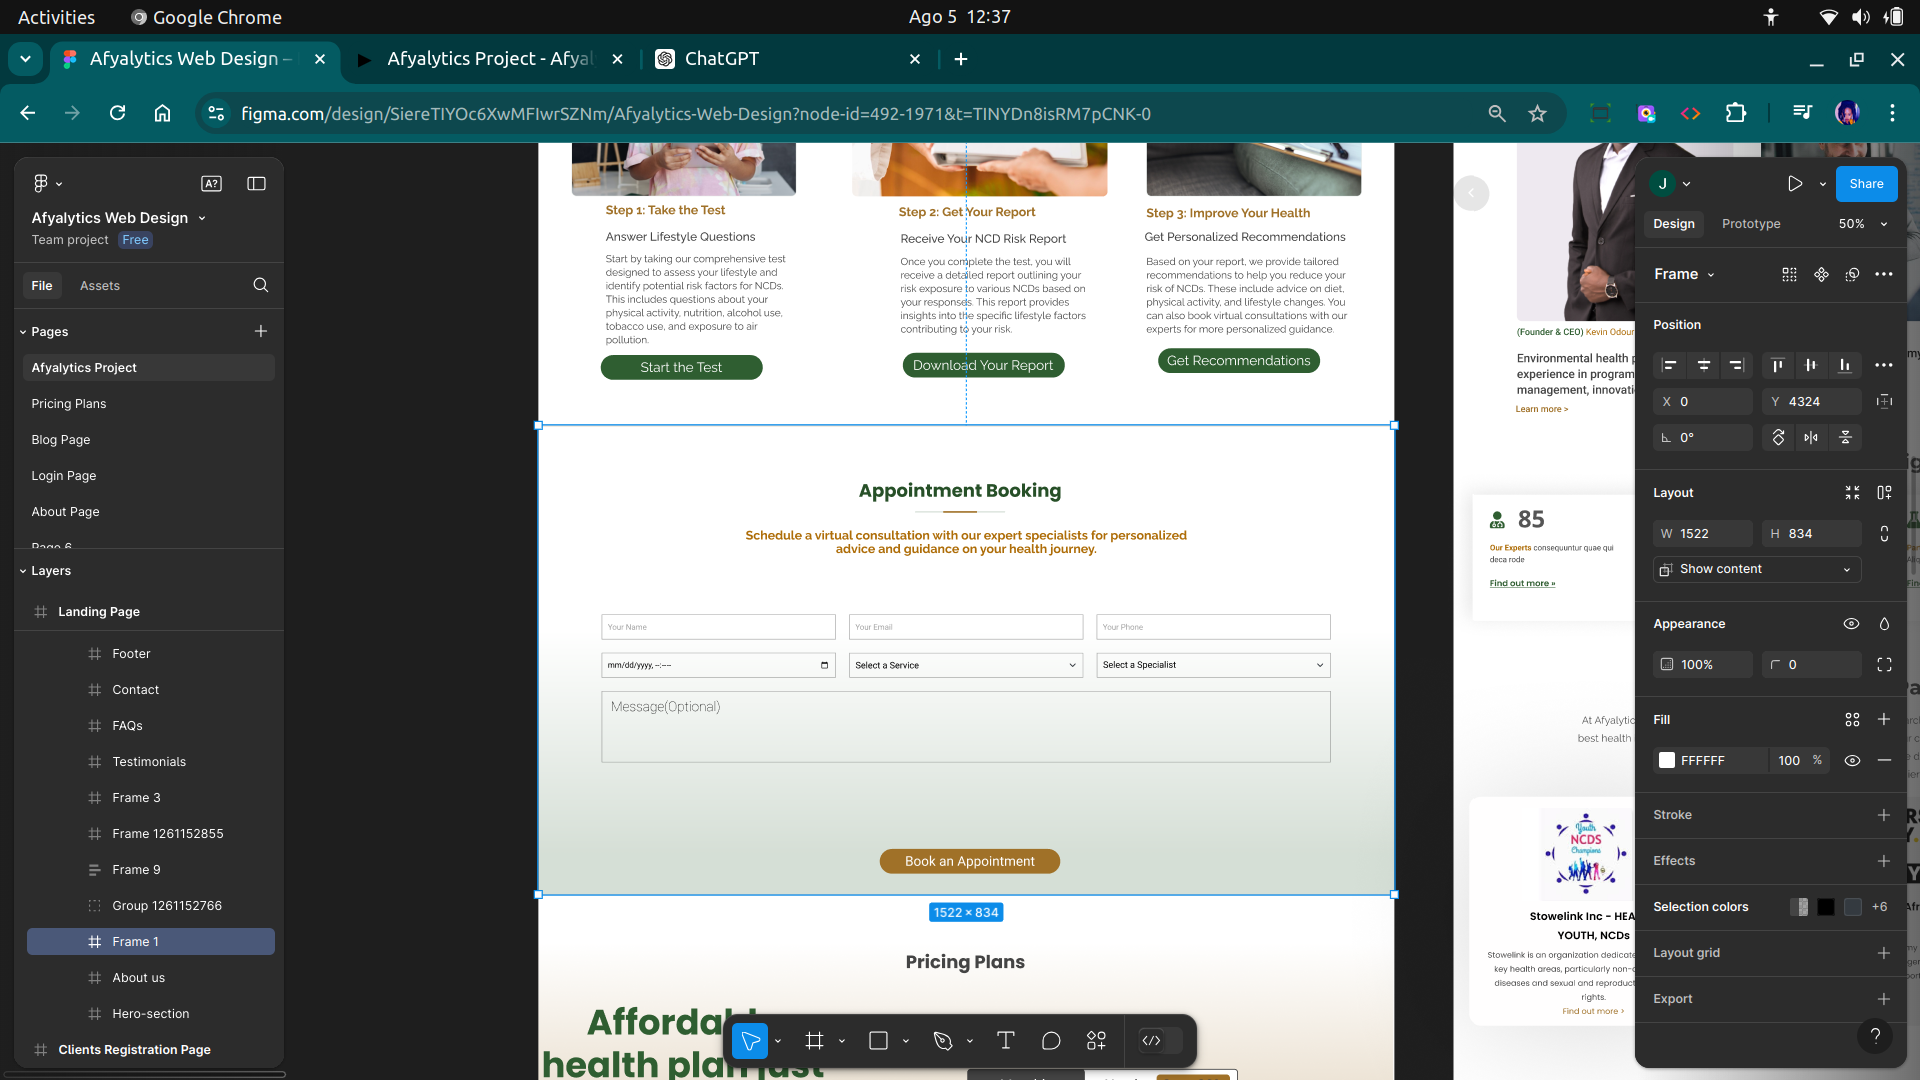 Activities
Google Chrome
Ago 5 12:37
Afyalytics Web Design –
Afyalytics Project - Afyal
ChatGPT
figma.com/design/SiereTIYOc6XwMFIwrSZNm/Afyalytics-Web-Design?node-id=492-1971&t=TINYDn8isRM7pCNK-0
A?
Afyalytics Web Design
Team project Free
File
Assets
Pages
Afyalytics Project
Pricing Plans
Blog Page
Login Page
About Page
Page 6
Layers
Landing Page
Footer
Contact
FAQs
Testimonials
Frame 3
Frame 1261152855
Frame 9
Group 1261152766
Frame 1
About us
Hero-section
Clients Registration Page
Step 1: Take the Test
Answer Lifestyle Questions
Start by taking our comprehensive test
designed to assess your lifestyle and
identify potential risk factors for NCDs.
This includes questions about your
physical activity, nutrition, alcohol use,
tobacco use, and exposure to air
pollution.
Start the Test
Step 2: Get Your Report
Receive Your NCD Risk Report
Once you complete the test, you will
receive a detailed report outlining your
risk exposure to various NCDs based on
your responses. This report provides
insights into the specific lifestyle factors
contributing to your risk.
Download Your Report
Step 3: Improve Your Health
Get Personalized Recommendations
Based on your report, we provide tailored
recommendations to help you reduce your
risk of NCDs. These include advice on diet,
physical activity, and lifestyle changes. You
can also book virtual consultations with our
experts for more personalized guidance.
Get Recommendations
Appointment Booking
Schedule a virtual consultation with our expert specialists for personalized
advice and guidance on your health journey.
Your Name
Your Email
Your Phone
mm/dd/yyyy, --:--
Select a Service
Select a Specialist
Message(Optional)
Book an Appointment
1522 × 834
Pricing Plans
Affordabl
health plan just
(Founder & CEO) Kevin Odour
Environmental health p
experience in program
management, innovati
Learn more >
85
Our Experts consequuntur quae qui
deca rode
Find out more »
At Afyalytic
best health
Youth
NCDS
Champions
Stowelink Inc - HEA
YOUTH, NCDs
Stowelink is an organization dedicate
key health areas, particularly non-c
diseases and sexual and reproduct
rights.
Find out more >
J
Share
Design
Prototype
50%
Frame
Position
X 0
Y 4324
0°
Layout
W 1522
H 834
Show content
Appearance
100%
0
Fill
FFFFFF
100 %
Stroke
Effects
Selection colors
+6
Layout grid
Export
?